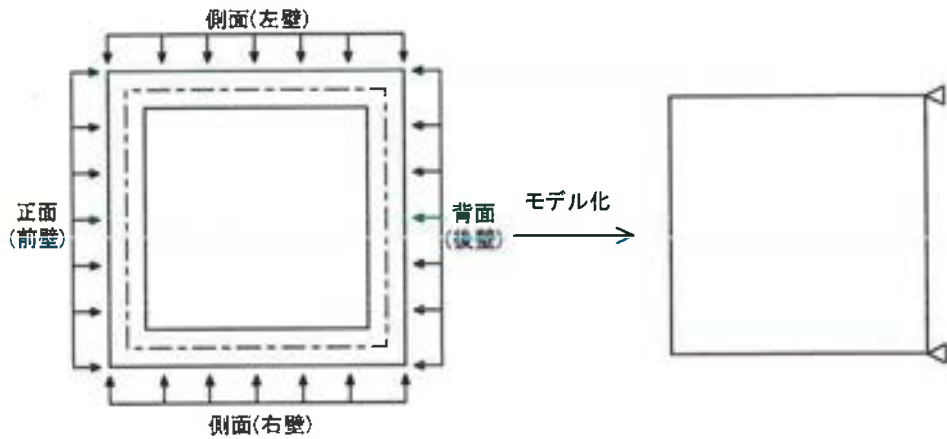 側面(左壁)
正面
(前壁)
背面
(後壁)
モデル化
側面(右壁)